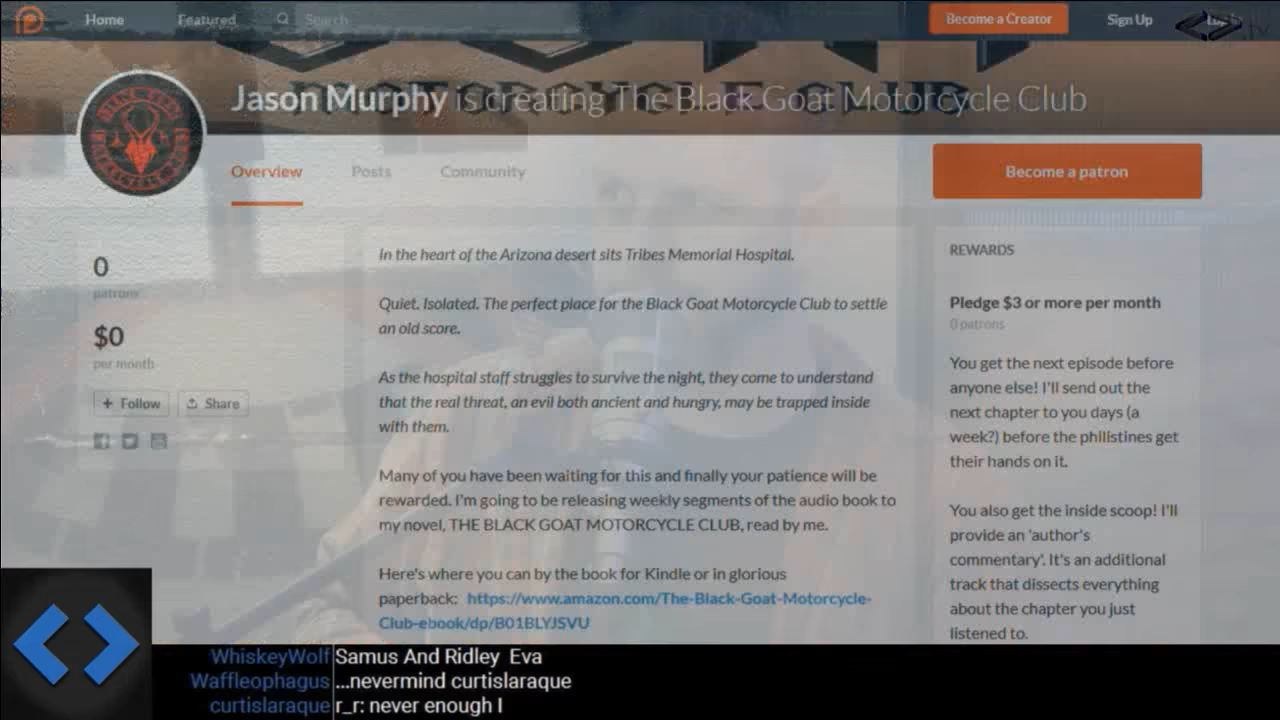 Home Featured Search Become a Creator Sign Up
MOTORCYCLE CLUB
Jason Murphy is creating The Black Goat Motorcycle Club
Overview Posts Community
Become a patron
0
patrons
$0
per month
+ Follow Share
In the heart of the Arizona desert sits Tribes Memorial Hospital.
Quiet. Isolated. The perfect place for the Black Goat Motorcycle Club to settle
an old score.
As the hospital staff struggles to survive the night, they come to understand
that the real threat, an evil both ancient and hungry, may be trapped inside
with them.
Many of you have been waiting for this and finally your patience will be
rewarded. I'm going to be releasing weekly segments of the audio book to
my novel, THE BLACK GOAT MOTORCYCLE CLUB, read by me.
Here's where you can by the book for Kindle or in glorious
paperback: https://www.amazon.com/The-Black-Goat-Motorcycle-
Club-ebook/dp/B01BLYJSVU
REWARDS
Pledge $3 or more per month
0 patrons
You get the next episode before
anyone else! I'll send out the
next chapter to you days (a
week?) before the philistines get
their hands on it.
You also get the inside scoop! I'll
provide an 'author's
commentary'. It's an additional
track that dissects everything
about the chapter you just
listened to.
WhiskeyWolf Samus And Ridley Eva
Waffleophagus ...nevermind curtislaraque
curtislaraque r_r: never enough I